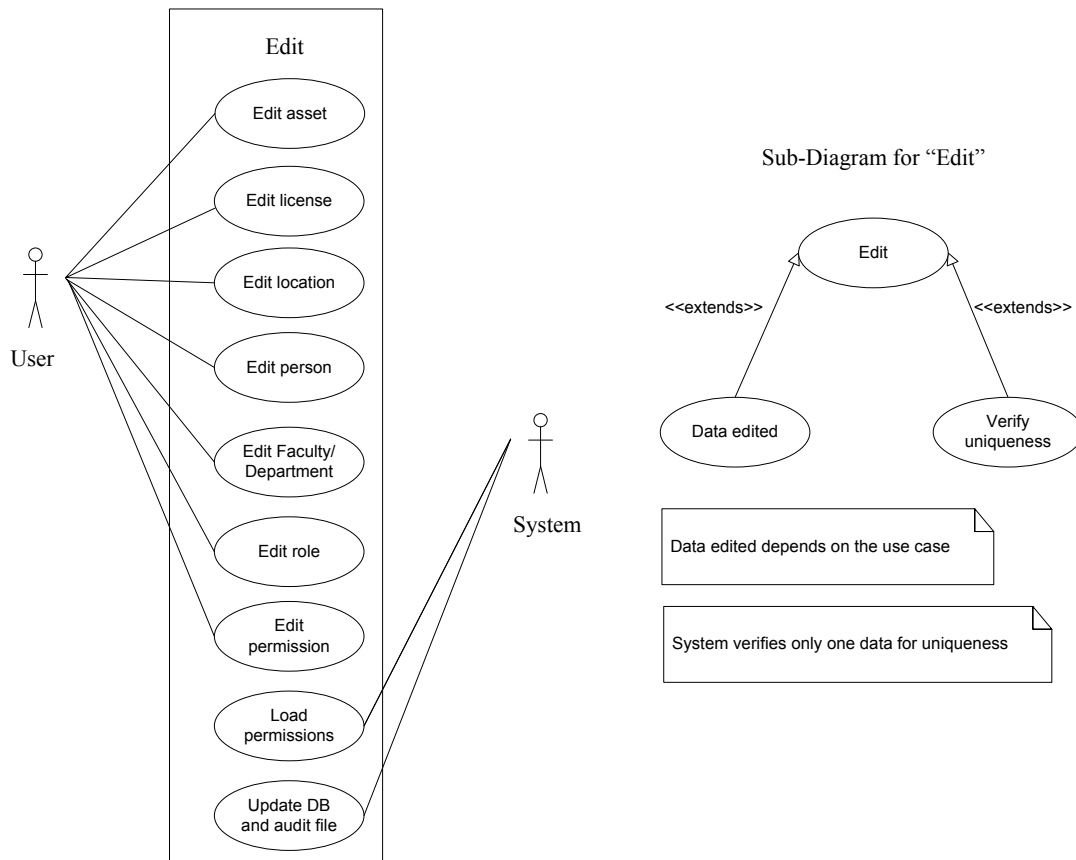 Edit
Edit asset
Edit license
Edit location
Edit person
Edit Faculty/
Department
Edit role
Edit
permission
Load
permissions
Update DB
and audit file
User
System
Sub-Diagram for “Edit”
Edit
<<extends>>
<<extends>>
Data edited
Verify
uniqueness
Data edited depends on the use case
System verifies only one data for uniqueness